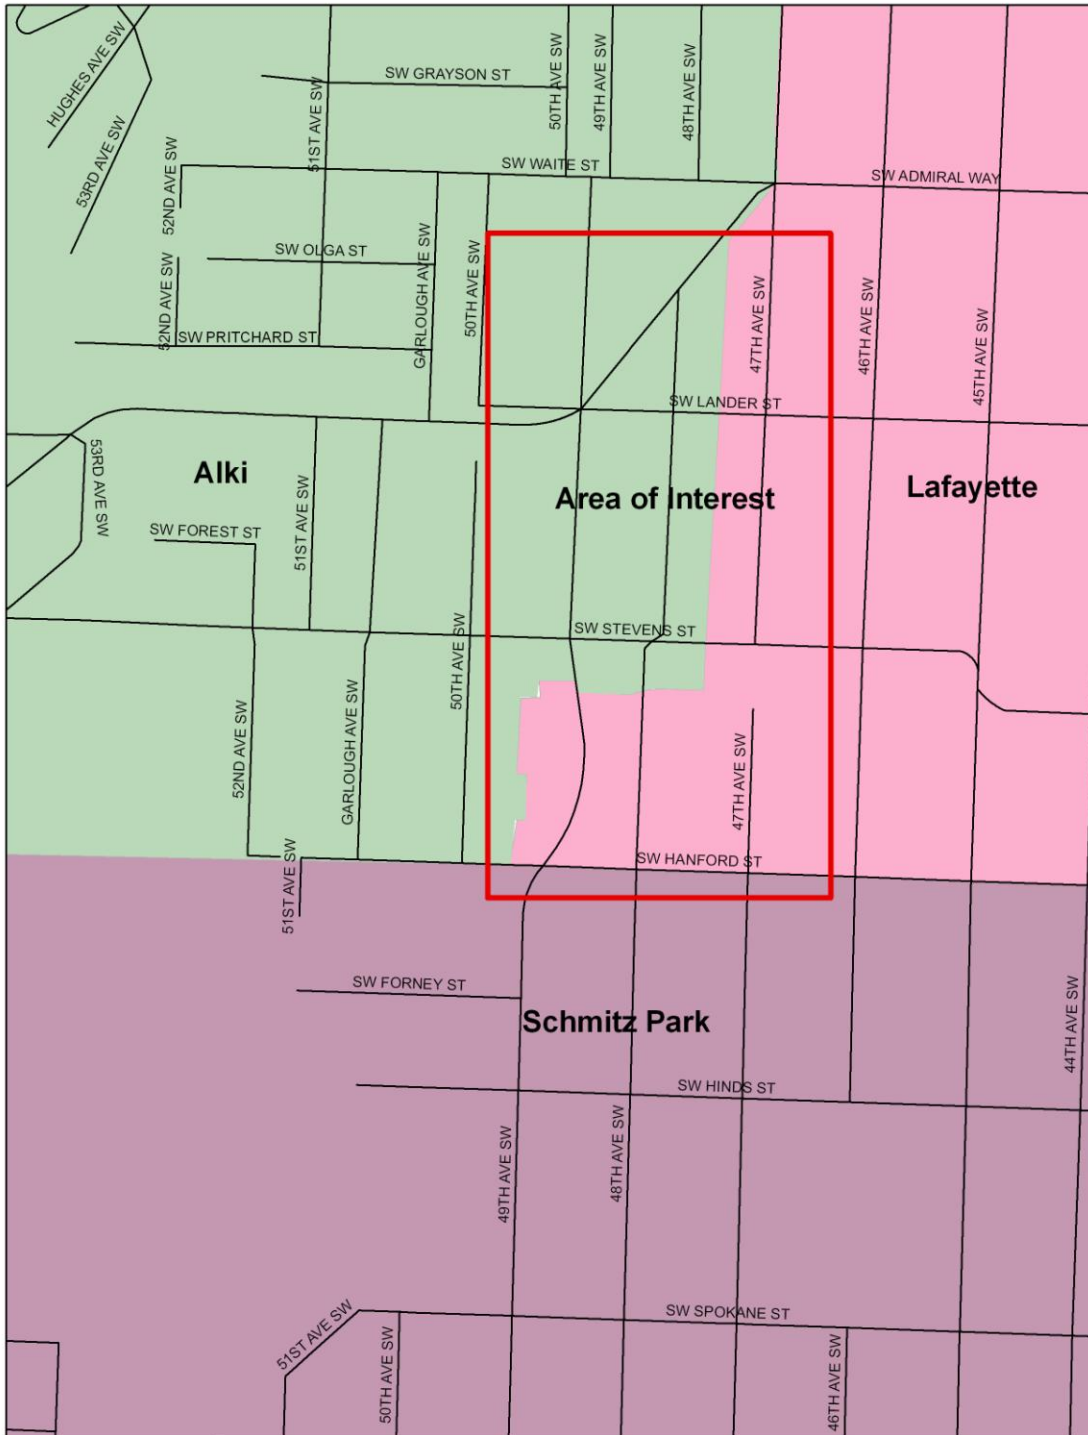 HUGHES AVE SW
53RD AVE SW
SW GRAYSON ST
51ST AVE SW
50TH AVE SW
49TH AVE SW
48TH AVE SW
SW WAITE ST
SW ADMIRAL WAY
52ND AVE SW
SW OLGA ST
GARLOUGH AVE SW
50TH AVE SW
52ND AVE SW
SW PRITCHARD ST
47TH AVE SW
46TH AVE SW
45TH AVE SW
SW LANDER ST
53RD AVE SW
Alki
Area of Interest
Lafayette
51ST AVE SW
SW FOREST ST
SW STEVENS ST
50TH AVE SW
52ND AVE SW
GARLOUGH AVE SW
47TH AVE SW
SW HANFORD ST
51ST AVE SW
SW FORNEY ST
Schmitz Park
44TH AVE SW
SW HINDS ST
49TH AVE SW
48TH AVE SW
SW SPOKANE ST
51ST AVE SW
50TH AVE SW
46TH AVE SW